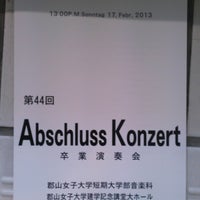 13:00P.M.Sonntag 17, Febr, 2013
第44回
Abschluss Konzert
卒業演奏会
郡山女子大学短期大学部音楽科
郡山女子大学建学記念講堂大ホール